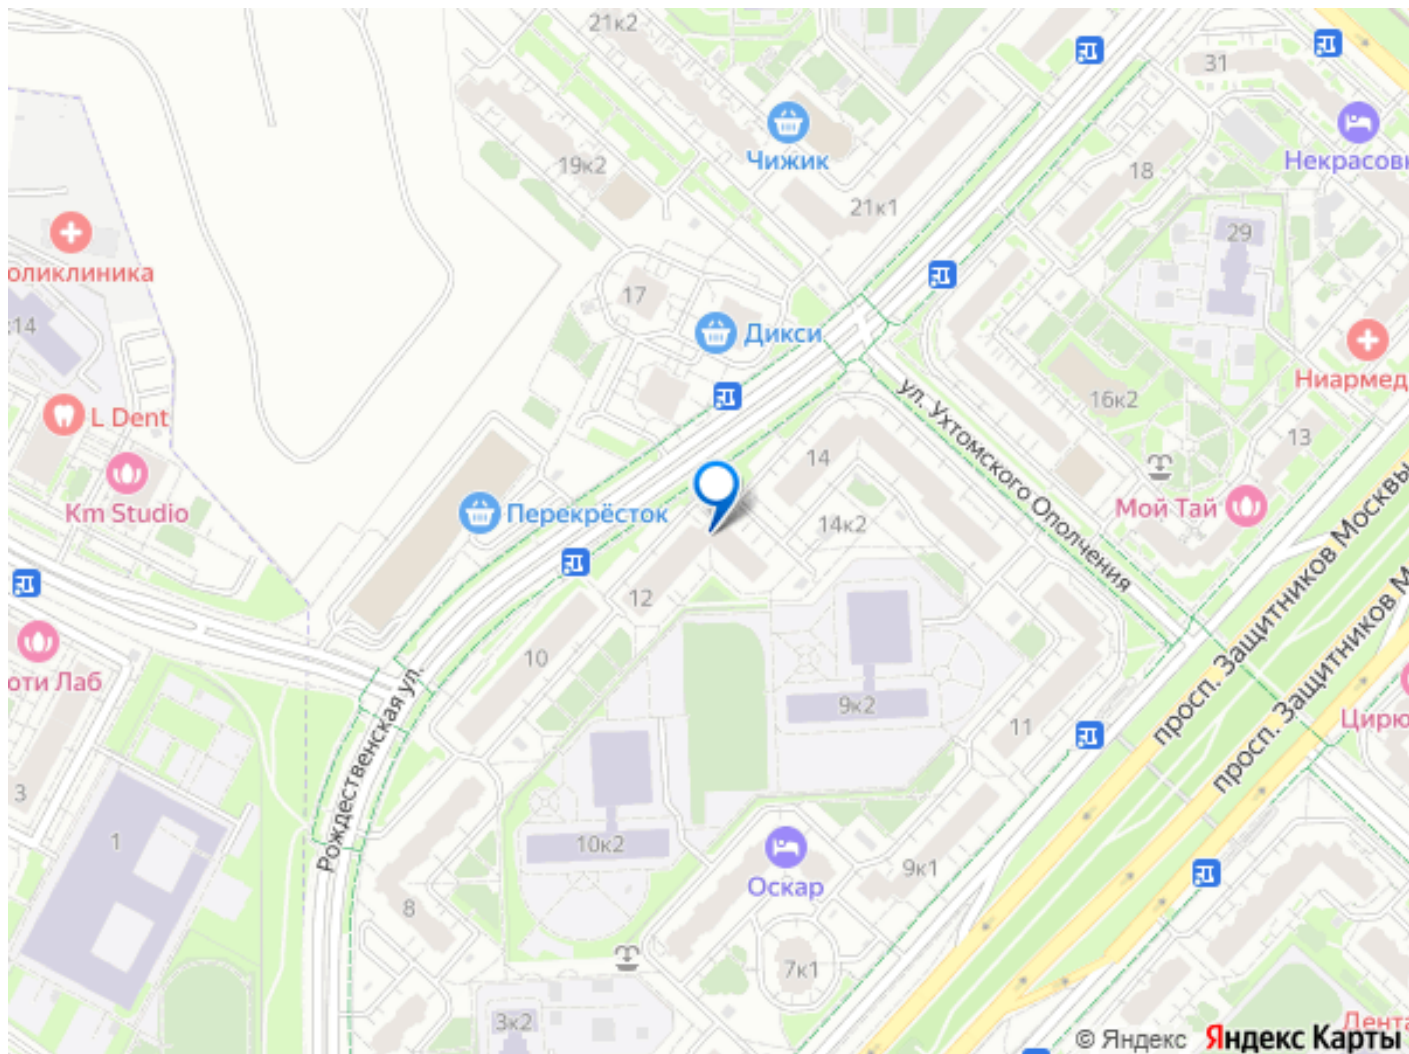 21к2
31
Чижик
Некрасовк
19к2
18
21к1
29
оликлиника
17
14
Дикси
Ниармед
ул. Ухтомского Ополчения
16к2
L Dent
13
14
Km Studio
Перекрёсток
14к2
Мой Тай
просп. Защитников Москвы
12
10
оти Лаб
9к2
11
просп. Защитников М
Цирю
Рождественская ул.
3
1
10к2
Оскар
9к1
8
7к1
3к2
Дента
© Яндекс Яндекс Карты